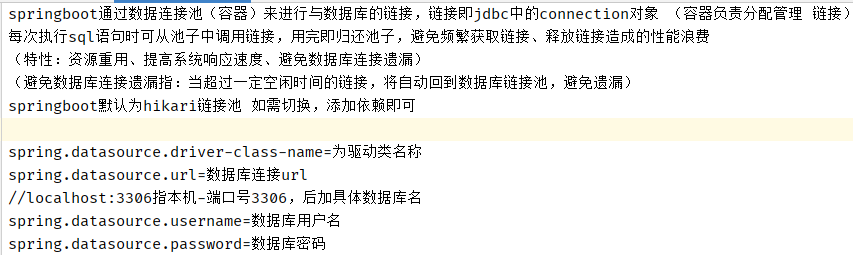 springboot通过数据连接池（容器）来进行与数据库的链接，链接即jdbc中的connection对象 （容器负责分配管理 链接）
每次执行sql语句时可从池子中调用链接，用完即归还池子，避免频繁获取链接、释放链接造成的性能浪费
（特性：资源重用、提高系统响应速度、避免数据库连接遗漏）
（避免数据库连接遗漏指：当超过一定空闲时间的链接，将自动回到数据库链接池，避免遗漏）
springboot默认为hikari链接池 如需切换，添加依赖即可
spring.datasource.driver-class-name=为驱动类名称
spring.datasource.url=数据库连接url
//localhost:3306指本机-端口号3306，后加具体数据库名
spring.datasource.username=数据库用户名
spring.datasource.password=数据库密码